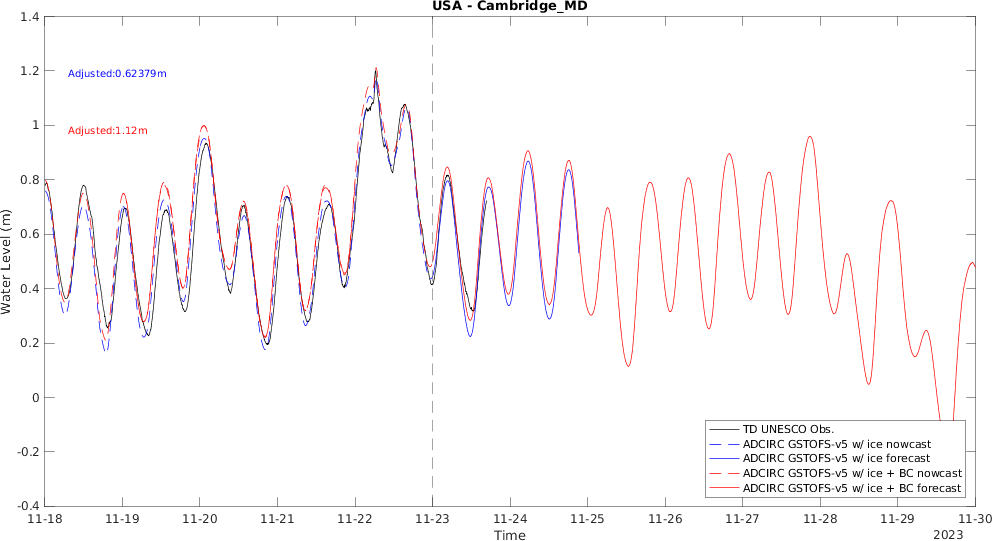 USA - Cambridge_MD
1.4
1.2
1
0.8
0.6
0.4
0.2
0
-0.2
-0.4
Water Level (m)
Adjusted:0.62379m
Adjusted:1.12m
TD UNESCO Obs.
ADCIRC GSTOFS-v5 w/ ice nowcast
ADCIRC GSTOFS-v5 w/ ice forecast
ADCIRC GSTOFS-v5 w/ ice + BC nowcast
ADCIRC GSTOFS-v5 w/ ice + BC forecast
11-18 11-19 11-20 11-21 11-22 11-23 11-24 11-25 11-26 11-27 11-28 11-29 11-30
Time
2023